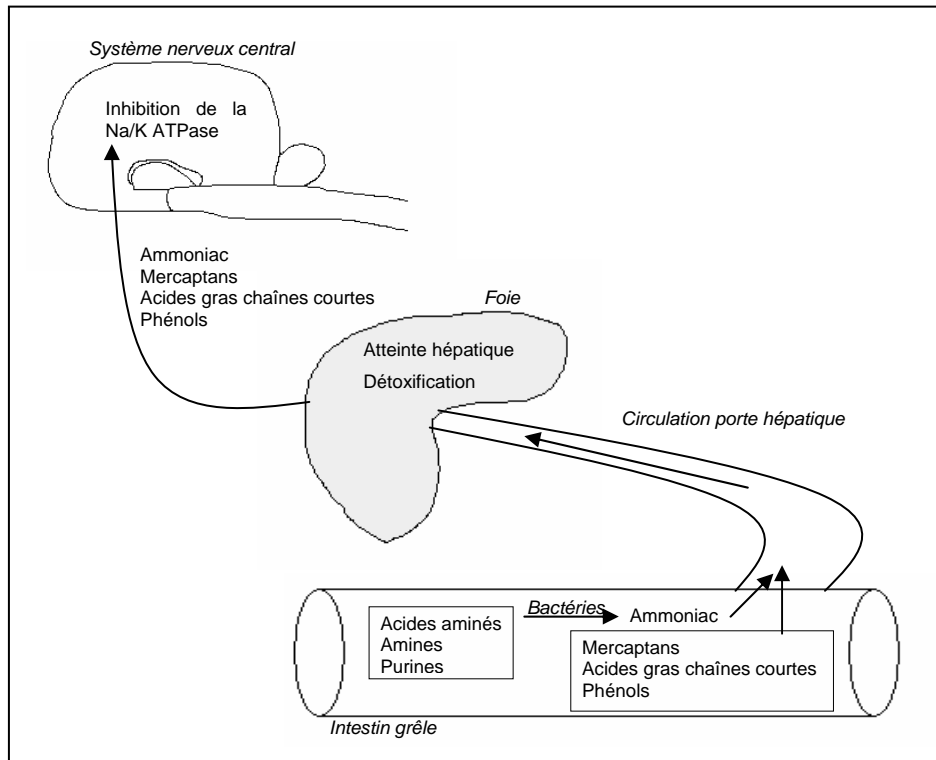 Système nerveux central
Inhibition de la
Na/K ATPase
Ammoniac
Mercaptans
Acides gras chaînes courtes
Phénols
Foie
Atteinte hépatique
Détoxification
Circulation porte hépatique
Acides aminés
Amines
Purines
Bactéries
Ammoniac
Mercaptans
Acides gras chaînes courtes
Phénols
Intestin grêle